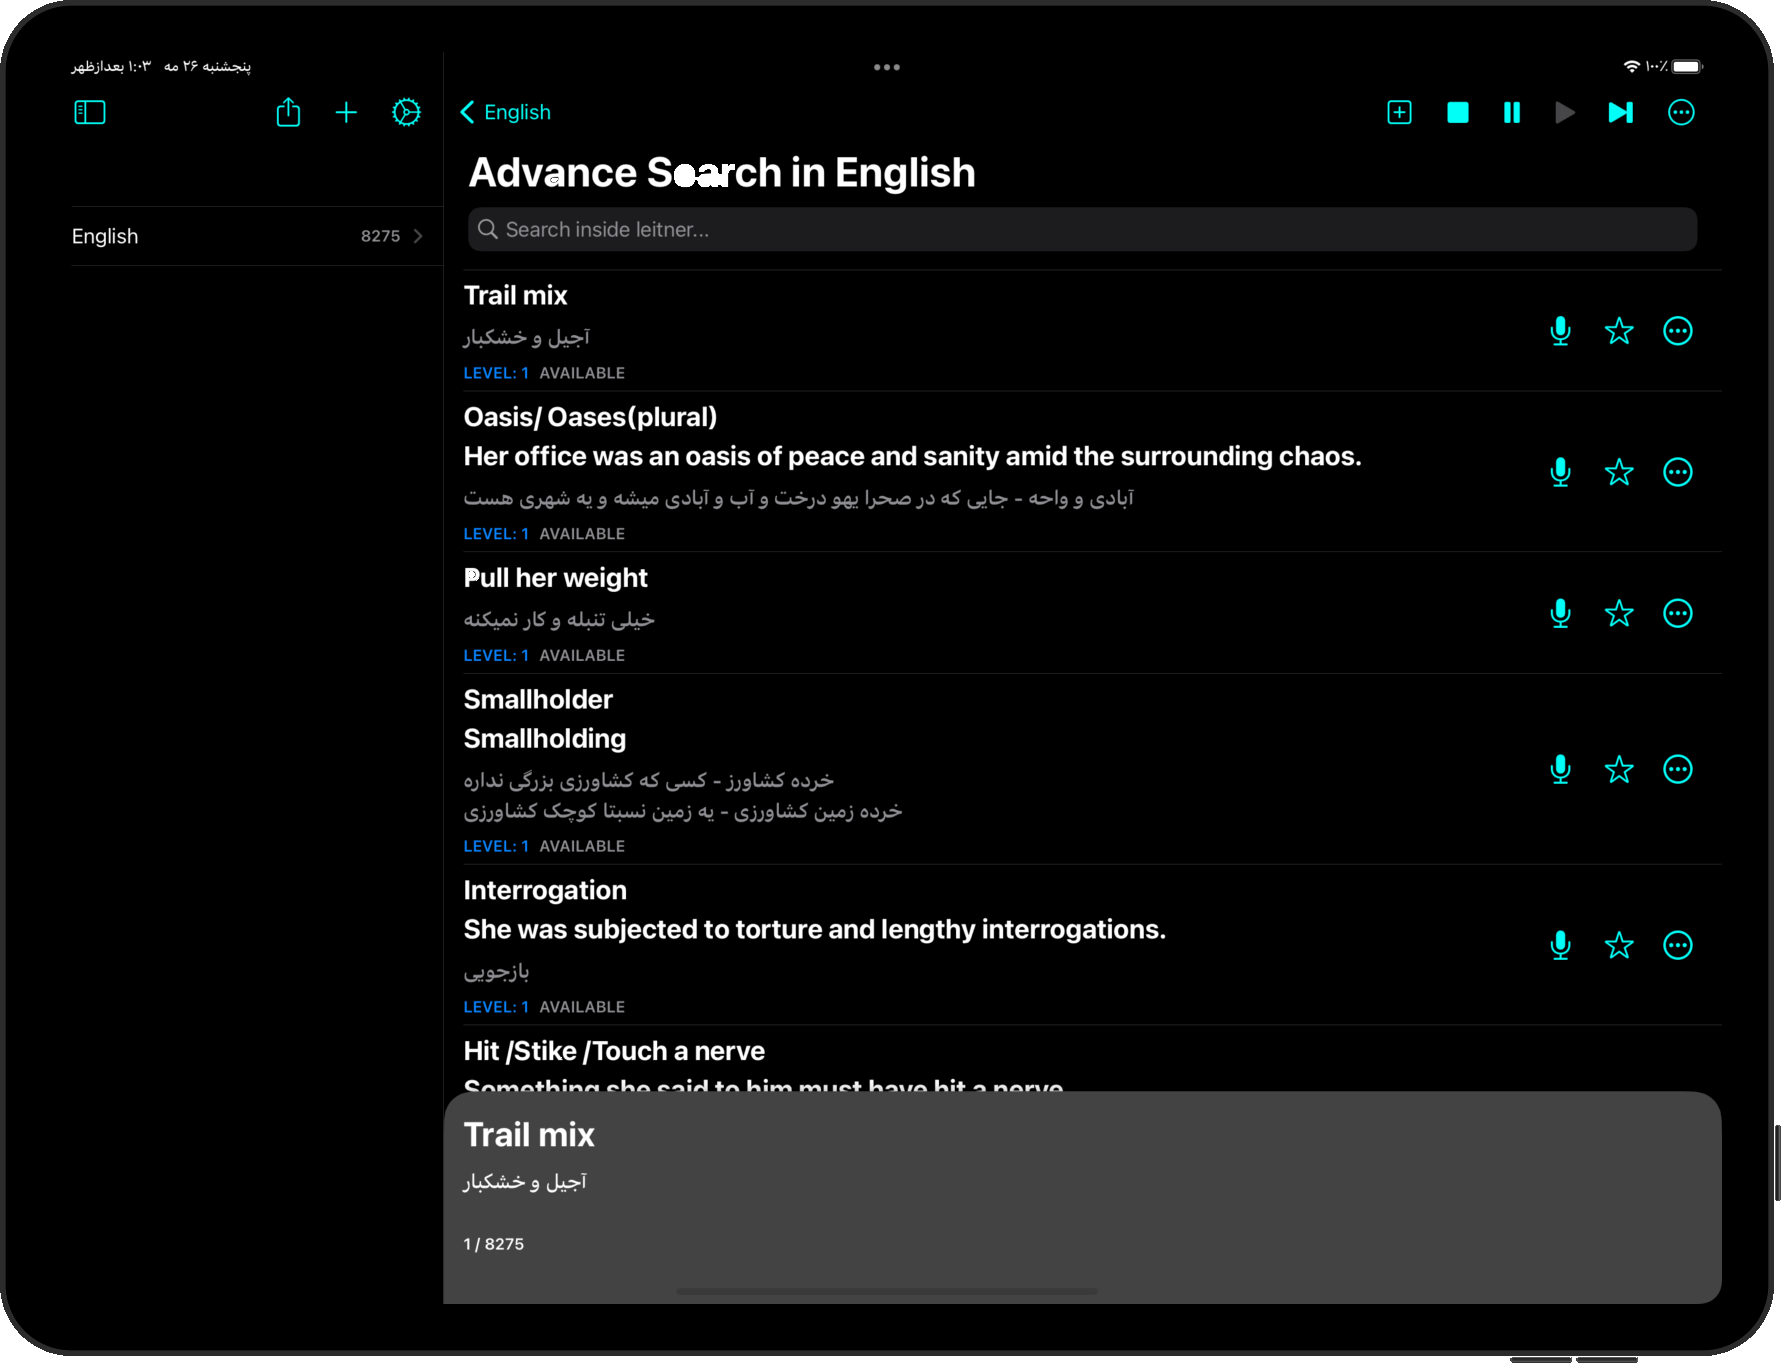 پنجشنبه ۲۶ مه  ۱:۰۳ بعدازظهر
۱۰۰٪
English
8275
English
Advance Search in English
Search inside leitner...
Trail mix
آجیل و خشکبار
LEVEL: 1 AVAILABLE
Oasis/ Oases(plural)
Her office was an oasis of peace and sanity amid the surrounding chaos.
آبادی و واحه - جایی که در صحرا یهو درخت و آب و آبادی میشه و یه شهری هست
LEVEL: 1 AVAILABLE
Pull her weight
خیلی تنبله و کار نمیکنه
LEVEL: 1 AVAILABLE
Smallholder
Smallholding
خرده کشاورز - کسی که کشاورزی بزرگی نداره
خرده زمین کشاورزی - یه زمین نسبتا کوچک کشاورزی
LEVEL: 1 AVAILABLE
Interrogation
She was subjected to torture and lengthy interrogations.
بازجویی
LEVEL: 1 AVAILABLE
Hit /Stike /Touch a nerve
Something she said to him must have hit a nerve
Trail mix
آجیل و خشکبار
1 / 8275